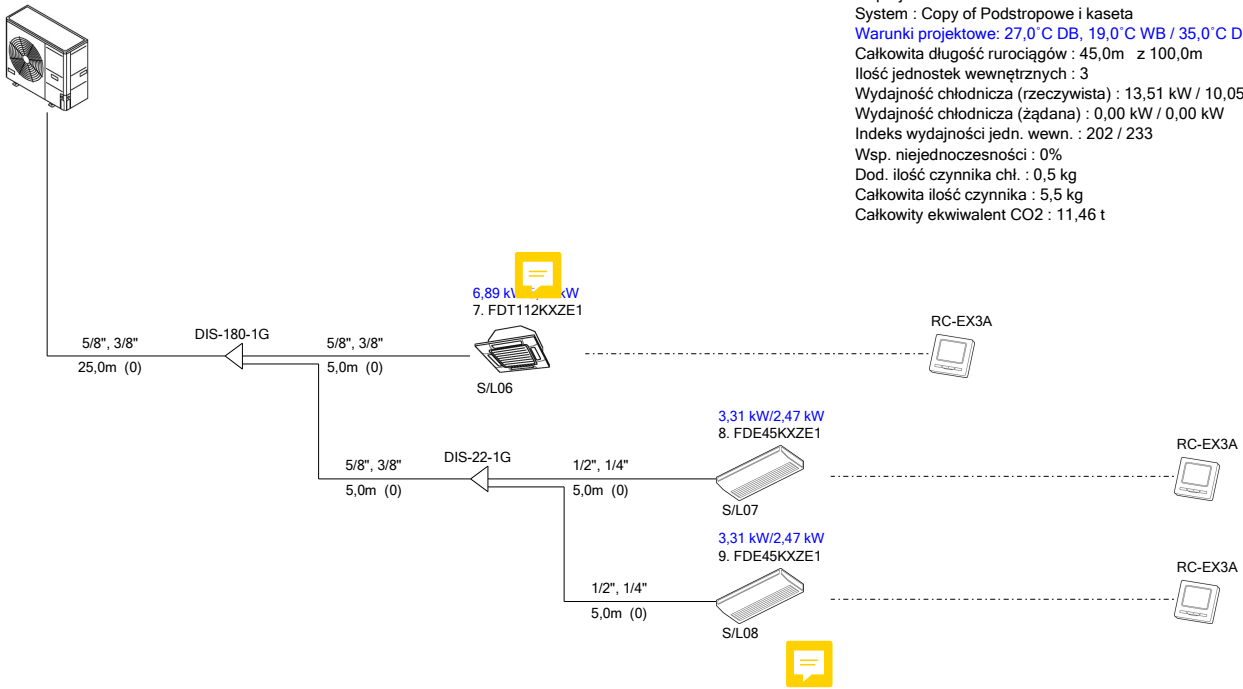 System : Copy of Podstropowe i kaseta
Warunki projektowe: 27,0°C DB, 19,0°C WB / 35,0°C D
Całkowita długość rurociągów : 45,0m z 100,0m
Ilość jednostek wewnętrznych : 3
Wydajność chłodnicza (rzeczywista) : 13,51 kW / 10,05
Wydajność chłodnicza (żądana) : 0,00 kW / 0,00 kW
Indeks wydajności jedn. wewn. : 202 / 233
Wsp. niejednoczesności : 0%
Dod. ilość czynnika chł. : 0,5 kg
Całkowita ilość czynnika : 5,5 kg
Całkowity ekwiwalent CO2 : 11,46 t
6,89 kW
7. FDT112KXZE1
S/L06
RC-EX3A
5/8", 3/8"
25,0m (0)
DIS-180-1G
5/8", 3/8"
5,0m (0)
3,31 kW/2,47 kW
8. FDE45KXZE1
S/L07
RC-EX3A
5/8", 3/8"
5,0m (0)
DIS-22-1G
1/2", 1/4"
5,0m (0)
3,31 kW/2,47 kW
9. FDE45KXZE1
S/L08
RC-EX3A
1/2", 1/4"
5,0m (0)